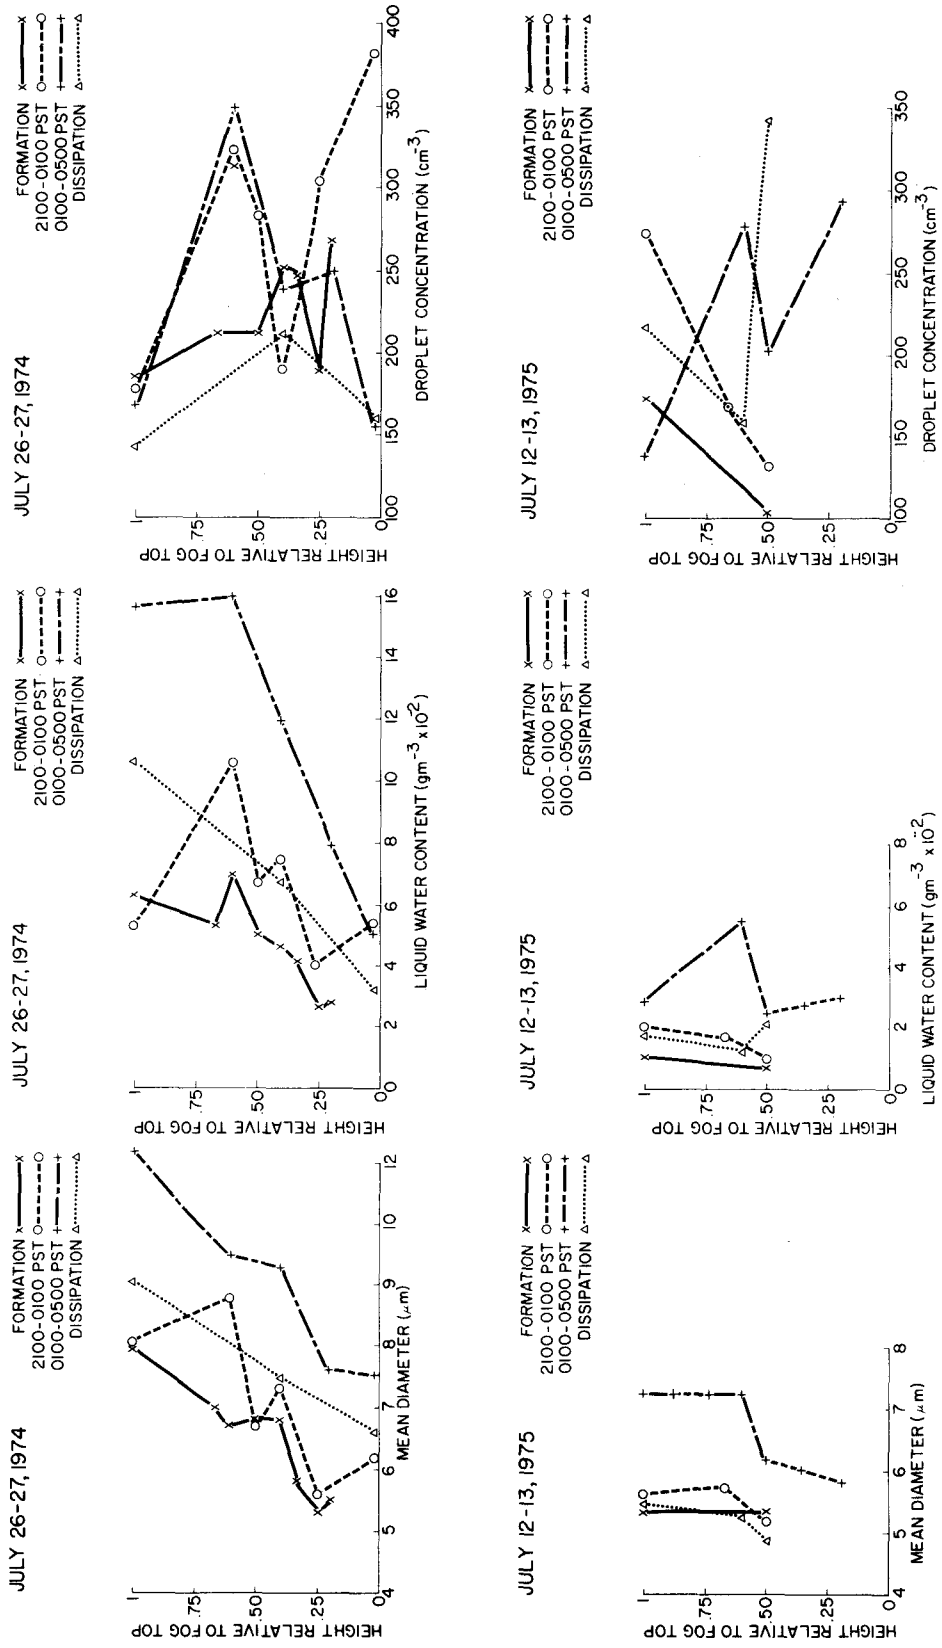 JULY 26-27, 1974
FORMATION
2100-0100 PST
0100-0500 PST
DISSIPATION
HEIGHT RELATIVE TO FOG TOP
1
.75
.50
.25
0
4 5 6 7 8 9 10 12
MEAN DIAMETER (μm)
JULY 26-27, 1974
FORMATION
2100-0100 PST
0100-0500 PST
DISSIPATION
HEIGHT RELATIVE TO FOG TOP
1
.75
.50
.25
0 2 4 6 8 10 12 14 16
LIQUID WATER CONTENT (gm⁻³ x10⁻²)
JULY 26-27, 1974
FORMATION
2100-0100 PST
0100-0500 PST
DISSIPATION
HEIGHT RELATIVE TO FOG TOP
1
.75
.50
.25
0
100 150 200 250 300 350 400
DROPLET CONCENTRATION (cm⁻³)
JULY 12-13, 1975
FORMATION
2100-0100 PST
0100-0500 PST
DISSIPATION
HEIGHT RELATIVE TO FOG TOP
1
.75
.50
.25
0
4 5 6 7 8
MEAN DIAMETER (μm)
JULY 12-13, 1975
FORMATION
2100-0100 PST
0100-0500 PST
DISSIPATION
HEIGHT RELATIVE TO FOG TOP
1
.75
.50
.25
0 2 4 6 8
LIQUID WATER CONTENT (gm⁻³ x10⁻²)
JULY 12-13, 1975
FORMATION
2100-0100 PST
0100-0500 PST
DISSIPATION
HEIGHT RELATIVE TO FOG TOP
1
.75
.50
.25
0
100 150 200 250 300 350
DROPLET CONCENTRATION (cm⁻³)